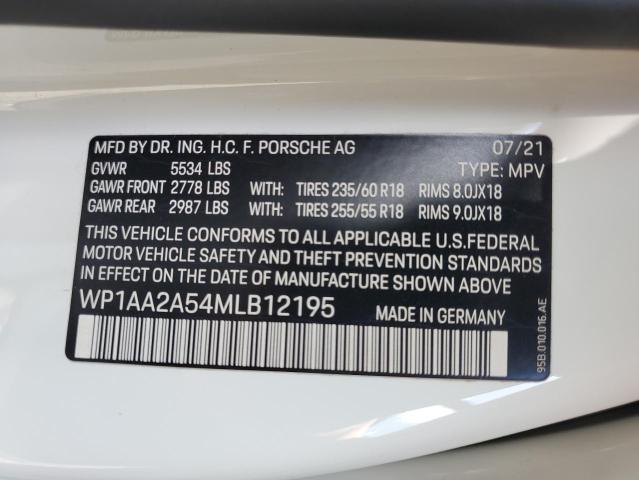 MFD BY DR. ING. H.C. F. PORSCHE AG 07/21
GVWR 5534 LBS TYPE: MPV
GAWR FRONT 2778 LBS WITH: TIRES 235/60 R18 RIMS 8.0JX18
GAWR REAR 2987 LBS WITH: TIRES 255/55 R18 RIMS 9.0JX18
THIS VEHICLE CONFORMS TO ALL APPLICABLE U.S.FEDERAL
MOTOR VEHICLE SAFETY AND THEFT PREVENTION STANDARDS
IN EFFECT ON THE DATE OF MANUFACTURE SHOWN ABOVE
WP1AA2A54MLB12195 MADE IN GERMANY
95B.010.016.AE